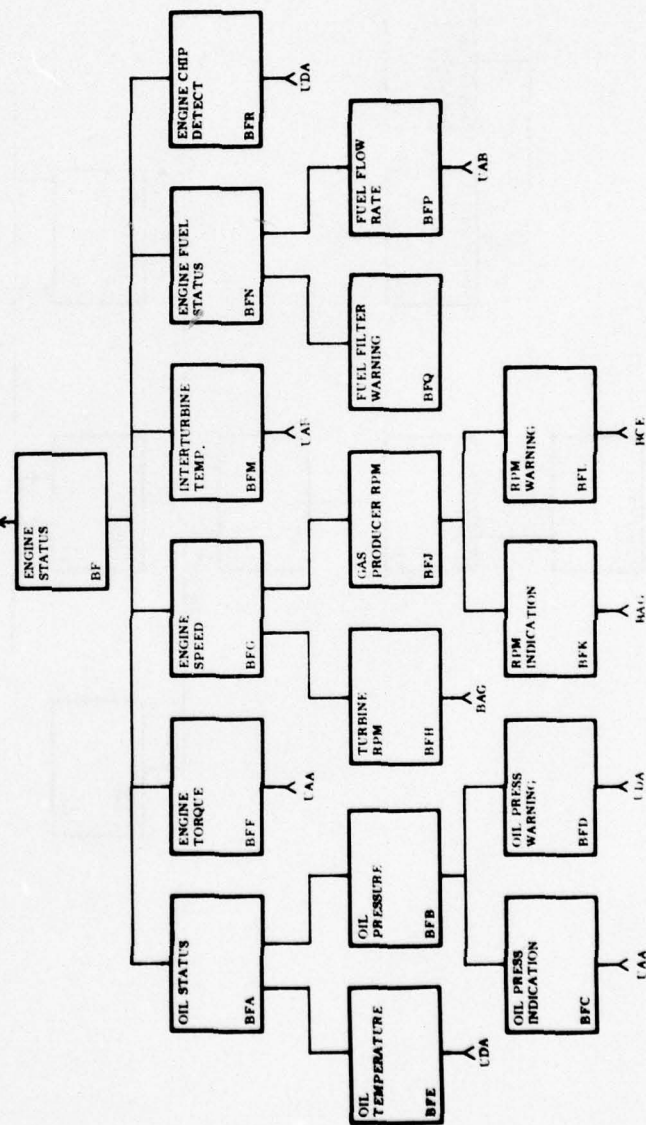 ENGINE
STATUS
BF
OIL STATUS
BFA
ENGINE
TORQUE
BFF
UAA
ENGINE
SPEED
BFG
INTERTURBINE
TEMP.
BFM
ENGINE FUEL
STATUS
BFN
ENGINE CHIP
DETECT
BFR
UDA
OIL
TEMPERATURE
BFE
UDA
OIL
PRESSURE
BFB
TURBINE
RPM
BFH
BAG
GAS
PRODUCER RPM
BFJ
FUEL FILTER
WARNING
BFQ
FUEL FLOW
RATE
BFP
UAB
OIL PRESS
INDICATION
BFC
UAA
OIL PRESS
WARNING
BFD
UDA
RPM
INDICATION
BFK
BAG
RPM
WARNING
BFL
BCE